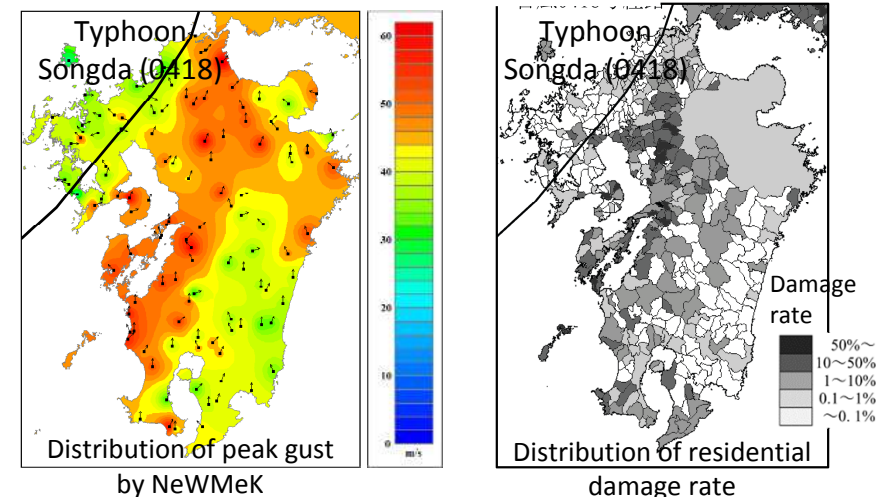 Typhoon
Songda (0418)
Distribution of peak gust
by NeWMeK
60
50
40
30
20
10
0
m/s
Typhoon
Songda (0418)
Damage
rate
50%～
10～50%
1～10%
0.1～1%
～0.1%
Distribution of residential
damage rate